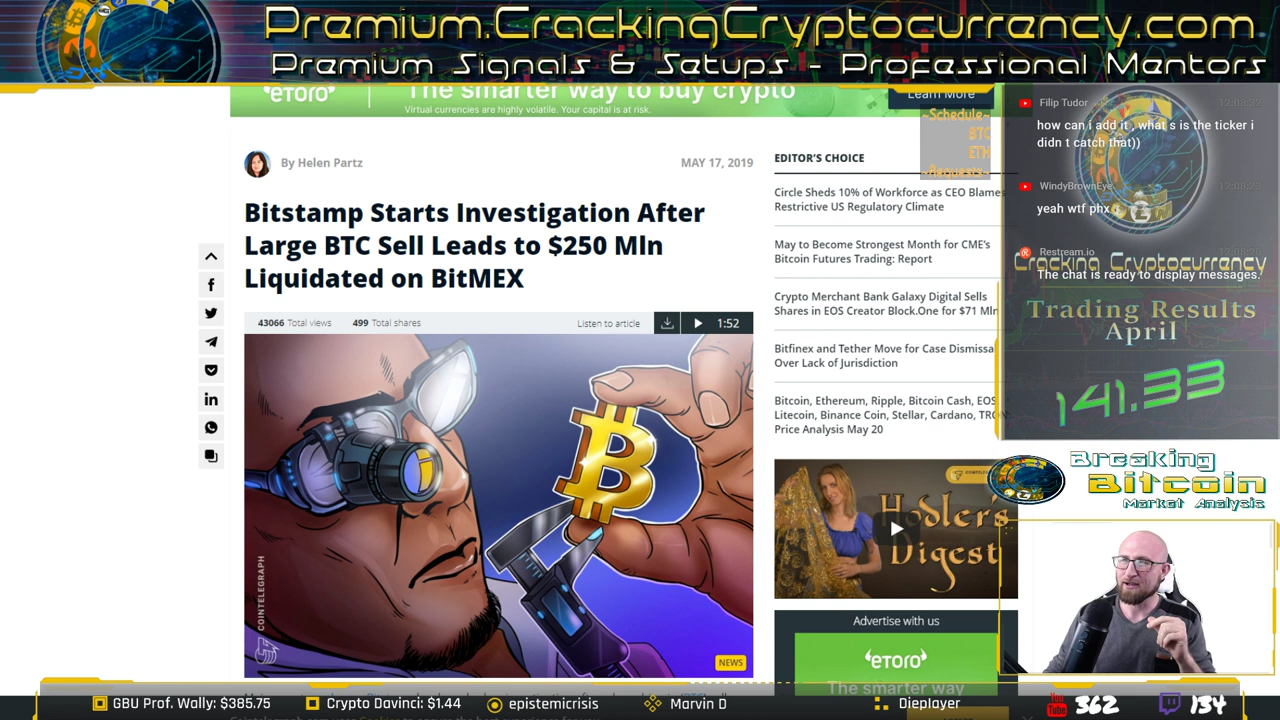 Premium.CrackingCryptocurrency.com
Premium Signals & Setups - Professional Mentors
eToro
The smarter way to buy crypto
Virtual currencies are highly volatile. Your capital is at risk.
Learn More
~Schedule~
BTC
ETH
~Requests~
By Helen Partz
MAY 17, 2019
Bitstamp Starts Investigation After
Large BTC Sell Leads to $250 Mln
Liquidated on BitMEX
43066 Total views
499 Total shares
Listen to article
1:52
COINTELEGRAPH
NEWS
EDITOR'S CHOICE
Circle Sheds 10% of Workforce as CEO Blames
Restrictive US Regulatory Climate
May to Become Strongest Month for CME's
Bitcoin Futures Trading: Report
Crypto Merchant Bank Galaxy Digital Sells
Shares in EOS Creator Block.One for $71 Mln
Bitfinex and Tether Move for Case Dismissa
Over Lack of Jurisdiction
Bitcoin, Ethereum, Ripple, Bitcoin Cash, EOS
Litecoin, Binance Coin, Stellar, Cardano, TRON
Price Analysis May 20
Hodler's
Digest
Advertise with us
eToro
The smarter way
Filip Tudor
how can i add it , what s is the ticker i
didn t catch that))
WindyBrownEye
yeah wtf phx
Restream.io
The chat is ready to display messages.
Cracking Cryptocurrency
Trading Results
April
141.33
Breaking
Bitcoin
Market Analysis
GBU Prof. Wally: $385.75
Crypto Davinci: $1.44
epistemicrisis
Marvin D
Dieplayer
You
Tube
362
134